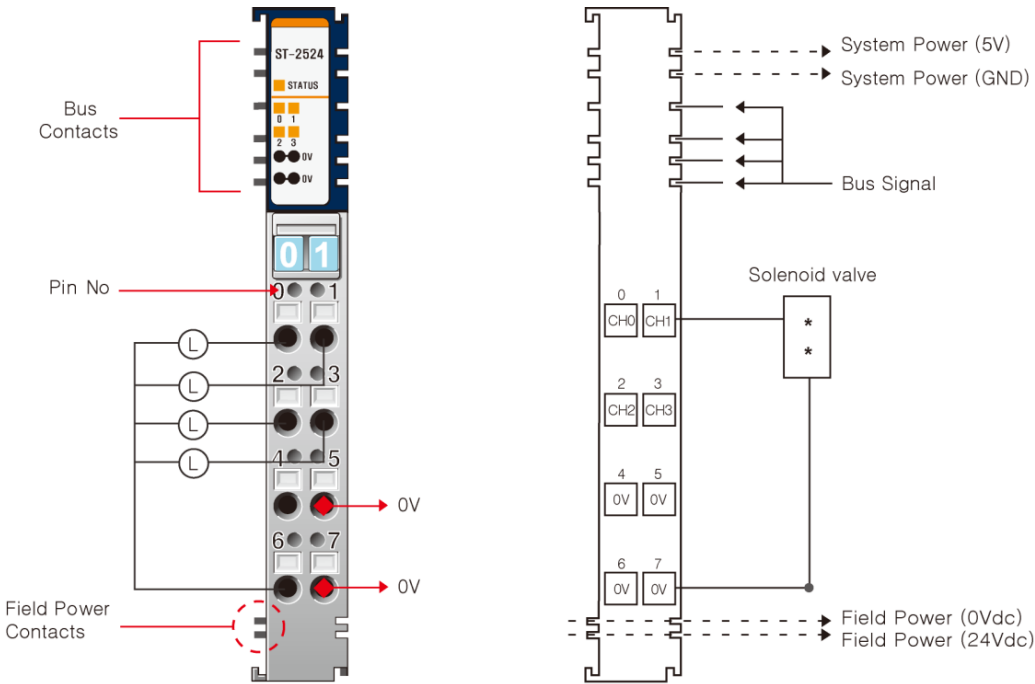 ST-2524
STATUS
0 1
2 3
0V
0V
Bus
Contacts
01
Pin No
0 1
L
2 3
L
L
L
4 5
0V
6 7
0V
Field Power
Contacts
System Power (5V)
System Power (GND)
Bus Signal
Solenoid valve
0 1
CH0 CH1
*
*
2 3
CH2 CH3
4 5
0V 0V
6 7
0V 0V
Field Power (0Vdc)
Field Power (24Vdc)